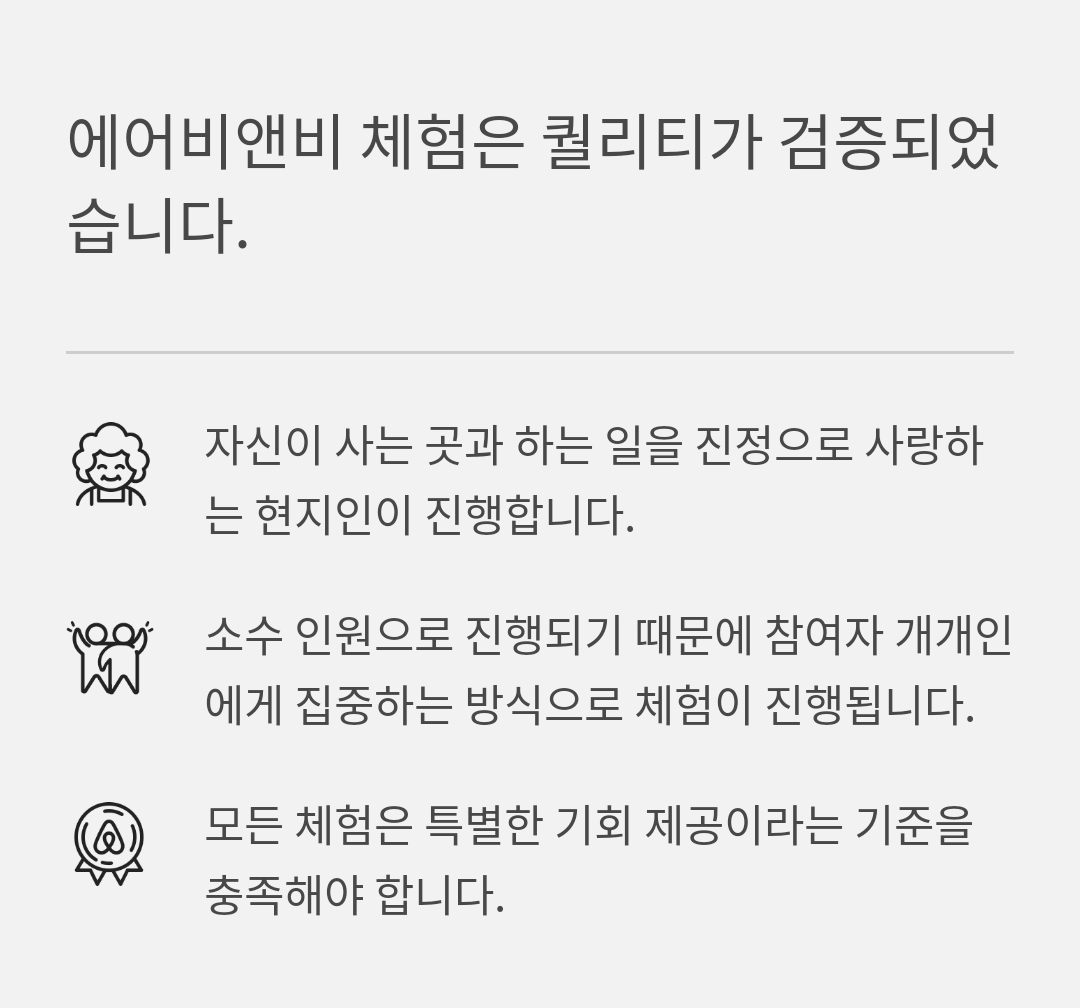 에어비앤비 체험은 퀄리티가 검증되었
습니다.
자신이 사는 곳과 하는 일을 진정으로 사랑하
는 현지인이 진행합니다.
소수 인원으로 진행되기 때문에 참여자 개개인
에게 집중하는 방식으로 체험이 진행됩니다.
모든 체험은 특별한 기회 제공이라는 기준을
충족해야 합니다.